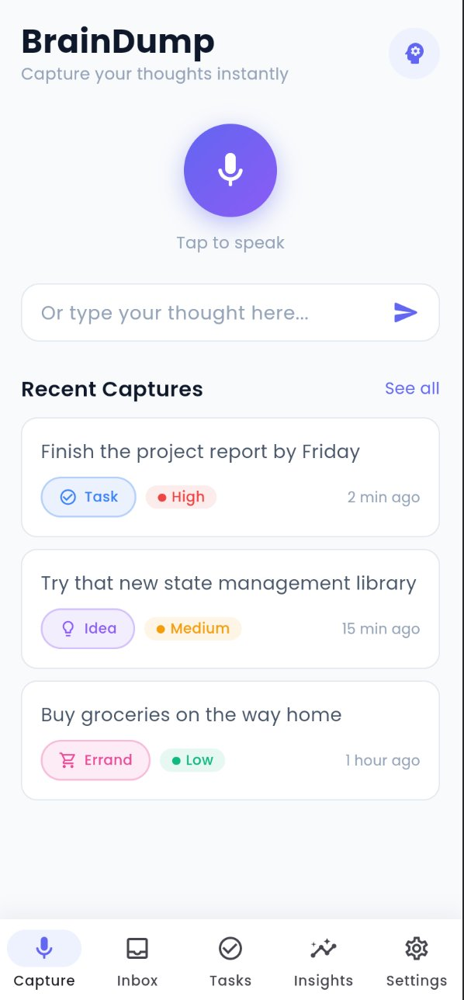 BrainDump
Capture your thoughts instantly
Tap to speak
Or type your thought here...
Recent Captures
See all
Finish the project report by Friday
Task
High
2 min ago
Try that new state management library
Idea
Medium
15 min ago
Buy groceries on the way home
Errand
Low
1 hour ago
Capture
Inbox
Tasks
Insights
Settings